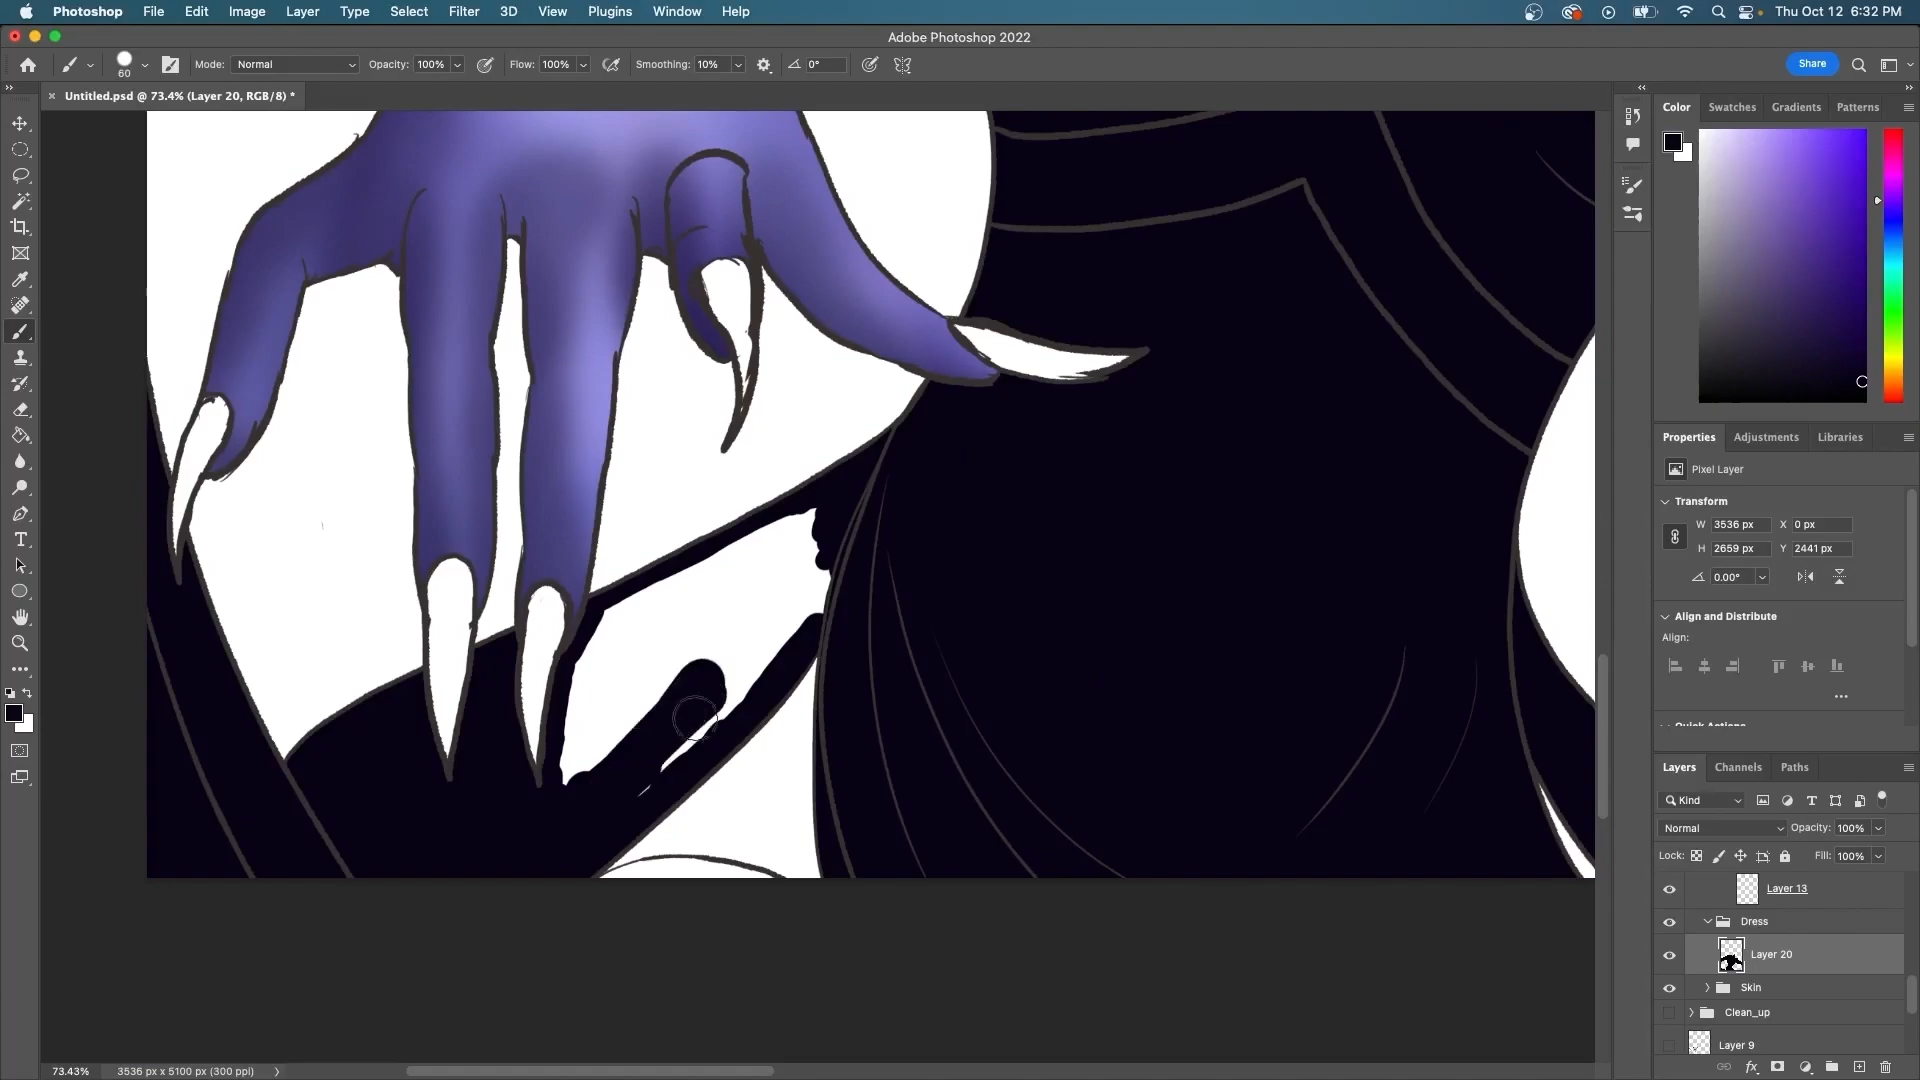 Photoshop File Edit Image Layer Type Select Filter 3D View Plugins Window Help Thu Oct 12 6:32 PM
Adobe Photoshop 2022
60 Mode: Normal Opacity: 100% Flow: 100% Smoothing: 10% 0° Share
Untitled.psd @ 73.4% (Layer 20, RGB/8) *
Color Swatches Gradients Patterns
Properties Adjustments Libraries
Pixel Layer
Transform
W 3536 px X 0 px
H 2659 px Y 2441 px
0.00°
Align and Distribute
Align:
Quick Actions
Layers Channels Paths
Kind
Normal Opacity: 100%
Lock: Fill: 100%
Layer 13
Dress
Layer 20
Skin
Clean_up
Layer 9
73.43% 3536 px x 5100 px (300 ppi)